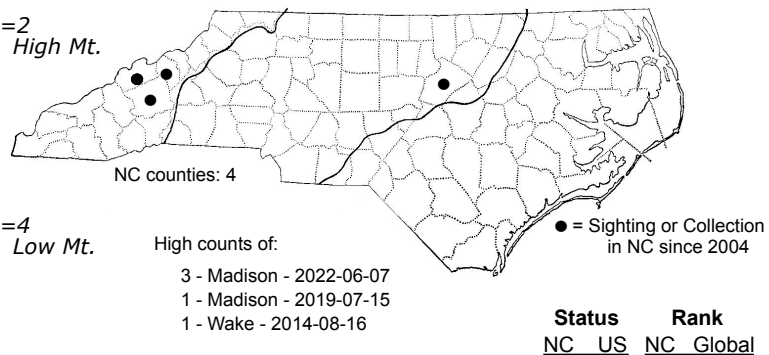 =2
High Mt.
NC counties: 4
=4
Low Mt.
High counts of:
3 - Madison - 2022-06-07
1 - Madison - 2019-07-15
1 - Wake - 2014-08-16
● = Sighting or Collection
in NC since 2004
Status Rank
NC US NC Global